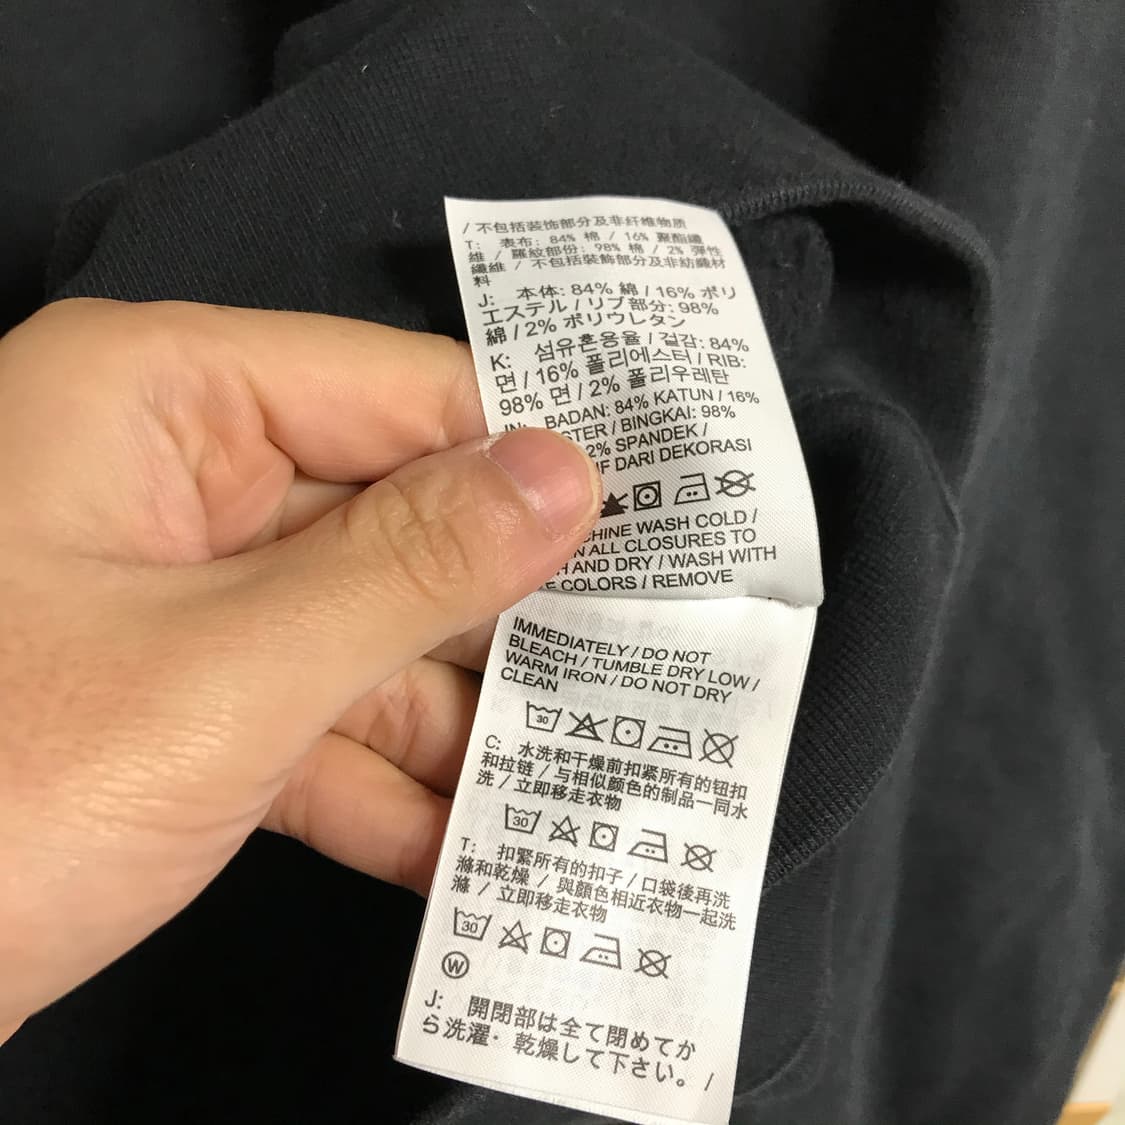 / 不包括装饰部分及非纤维物质
T: 表布: 84% 棉 / 16% 聚酯纖
維 / 羅紋部份: 98% 棉 / 2% 彈性
纖維 / 不包括裝飾部分及非紡織材
料
J: 本体: 84% 綿 / 16% ポリ
エステル / リブ部分: 98%
綿 / 2% ポリウレタン
K: 섬유혼용율 / 겉감: 84%
면 / 16% 폴리에스터 / RIB:
98% 면 / 2% 폴리우레탄
IN: BADAN: 84% KATUN / 16%
STER / BINGKAI: 98%
2% SPANDEK /
IF DARI DEKORASI
CHINE WASH COLD /
N ALL CLOSURES TO
H AND DRY / WASH WITH
E COLORS / REMOVE
IMMEDIATELY / DO NOT
BLEACH / TUMBLE DRY LOW /
WARM IRON / DO NOT DRY
CLEAN
30
C: 水洗和干燥前扣紧所有的钮扣
和拉链 / 与相似颜色的制品一同水
洗 / 立即移走衣物
30
T: 扣緊所有的扣子 / 口袋後再洗
滌和乾燥 / 與顏色相近衣物一起洗
滌 / 立即移走衣物
30
W
J: 開閉部は全て閉めてか
ら洗濯・乾燥して下さい。 /